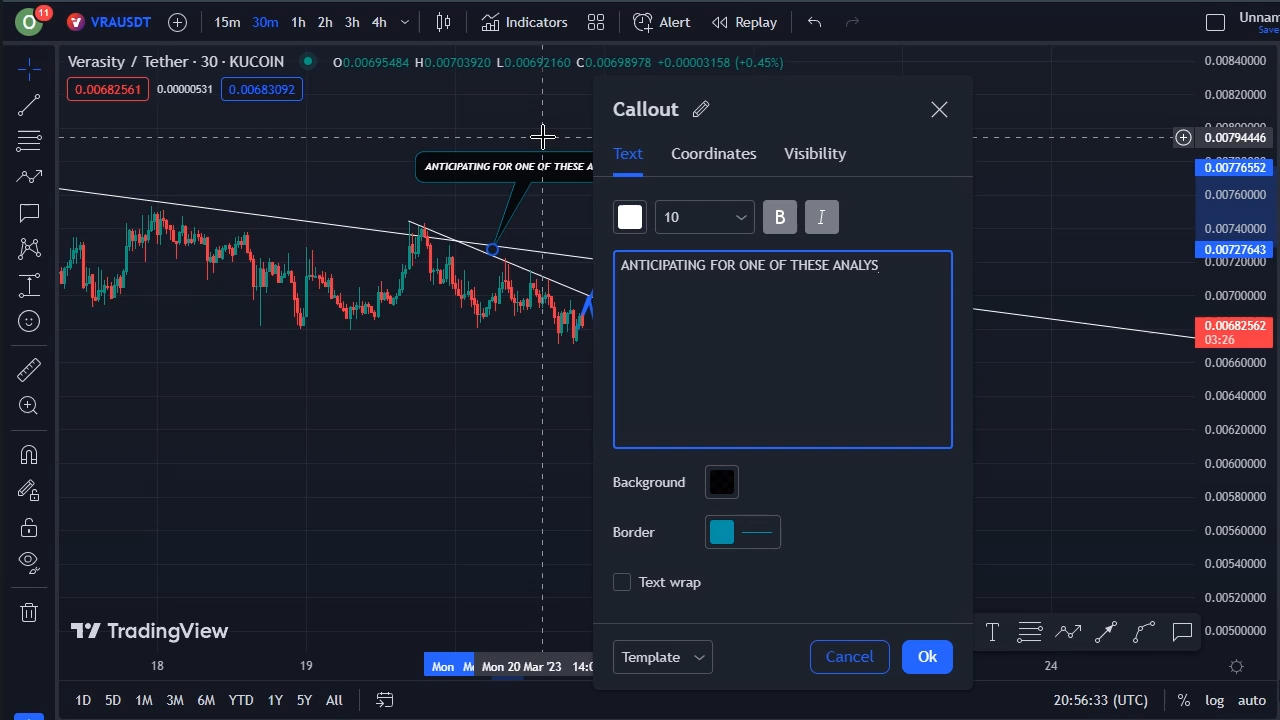 O 11 VRAUSDT 15m 30m 1h 2h 3h 4h Indicators Alert Replay Unnam
Save
Verasity / Tether · 30 · KUCOIN O0.00695484 H0.00703920 L0.00692160 C0.00698978 +0.00003158 (+0.45%)
0.00682561 0.00000531 0.00683092
ANTICIPATING FOR ONE OF THESE A
Callout
Text Coordinates Visibility
10 B I
ANTICIPATING FOR ONE OF THESE ANALYS
Background
Border
Text wrap
Template Cancel Ok
0.00840000
0.00820000
0.00794446
0.00776552
0.00760000
0.00740000
0.00727643
0.00720000
0.00700000
0.00682562
03:26
0.00660000
0.00640000
0.00620000
0.00600000
0.00580000
0.00560000
0.00540000
0.00520000
0.00500000
TradingView
T
18 19 Mon Mon 20 Mar '23 24
1D 5D 1M 3M 6M YTD 1Y 5Y All 20:56:33 (UTC) % log auto